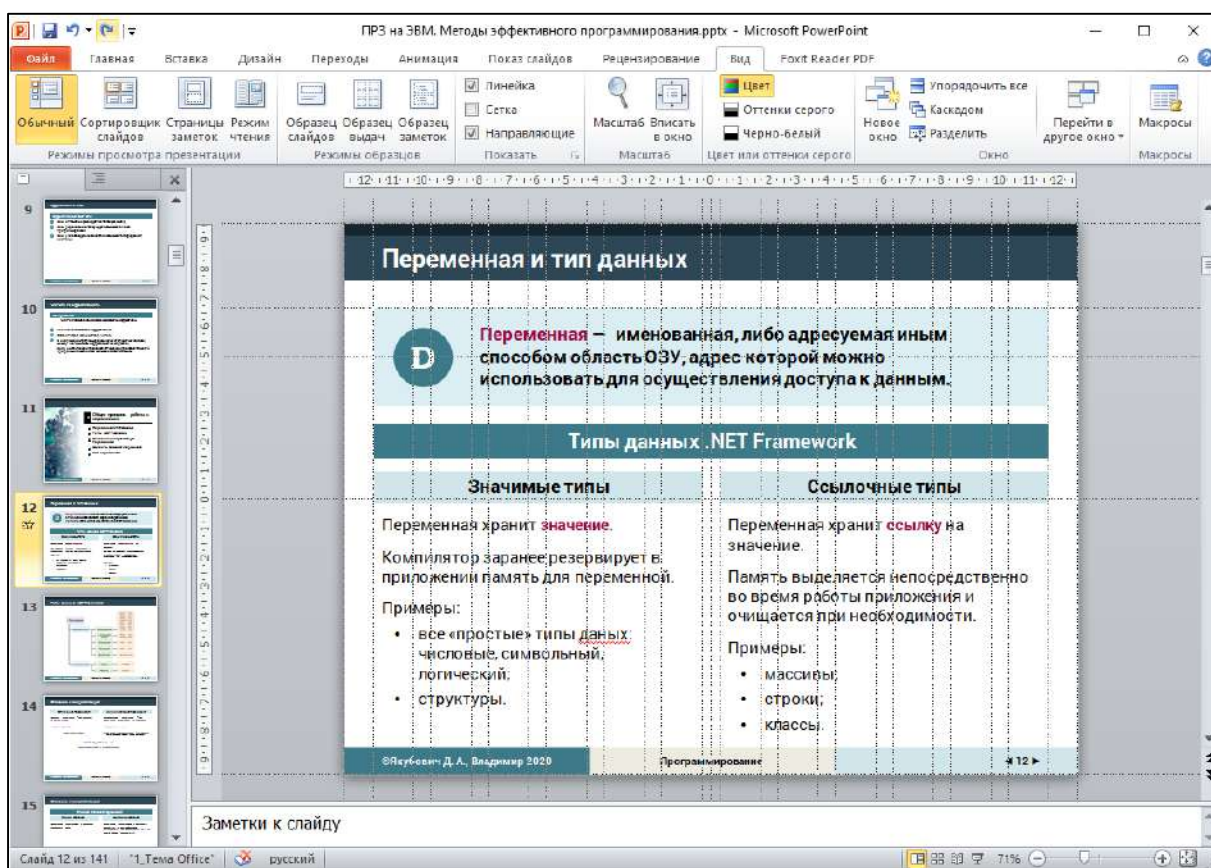 ПРЗ на ЭВМ. Методы эффективного программирования.pptx - Microsoft PowerPoint
Файл Главная Вставка Дизайн Переходы Анимация Показ слайдов Рецензирование Вид Foxit Reader PDF
Обычный
Сортировщик слайдов
Страницы заметок
Режим чтения
Режимы просмотра презентации
Образец слайдов
Образец выдач
Образец заметок
Режимы образцов
Линейка
Сетка
Направляющие
Показать
Масштаб
Вписать в окно
Масштаб
Цвет
Оттенки серого
Черно-белый
Цвет или оттенки серого
Новое окно
Упорядочить все
Каскадом
Разделить
Перейти в другое окно
Окно
Макросы
Макросы
9
10
11
12
13
14
15
Переменная и тип данных
D
Переменная — именованная, либо адресуемая иным
способом область ОЗУ, адрес которой можно
использовать для осуществления доступа к данным.
Типы данных .NET Framework
Значимые типы
Переменная хранит значение.
Компилятор заранее резервирует в
приложении память для переменной.
Примеры:
• все «простые» типы даных:
числовые, символьный,
логический;
• структуры.
Ссылочные типы
Переменная хранит ссылку на
значение.
Память выделяется непосредственно
во время работы приложения и
очищается при необходимости.
Примеры:
• массивы;
• строки;
• классы.
©Якубович Д. А., Владимир 2020
Программирование
◄ 12 ►
Заметки к слайду
Слайд 12 из 141 "1_Тема Office" русский 71%